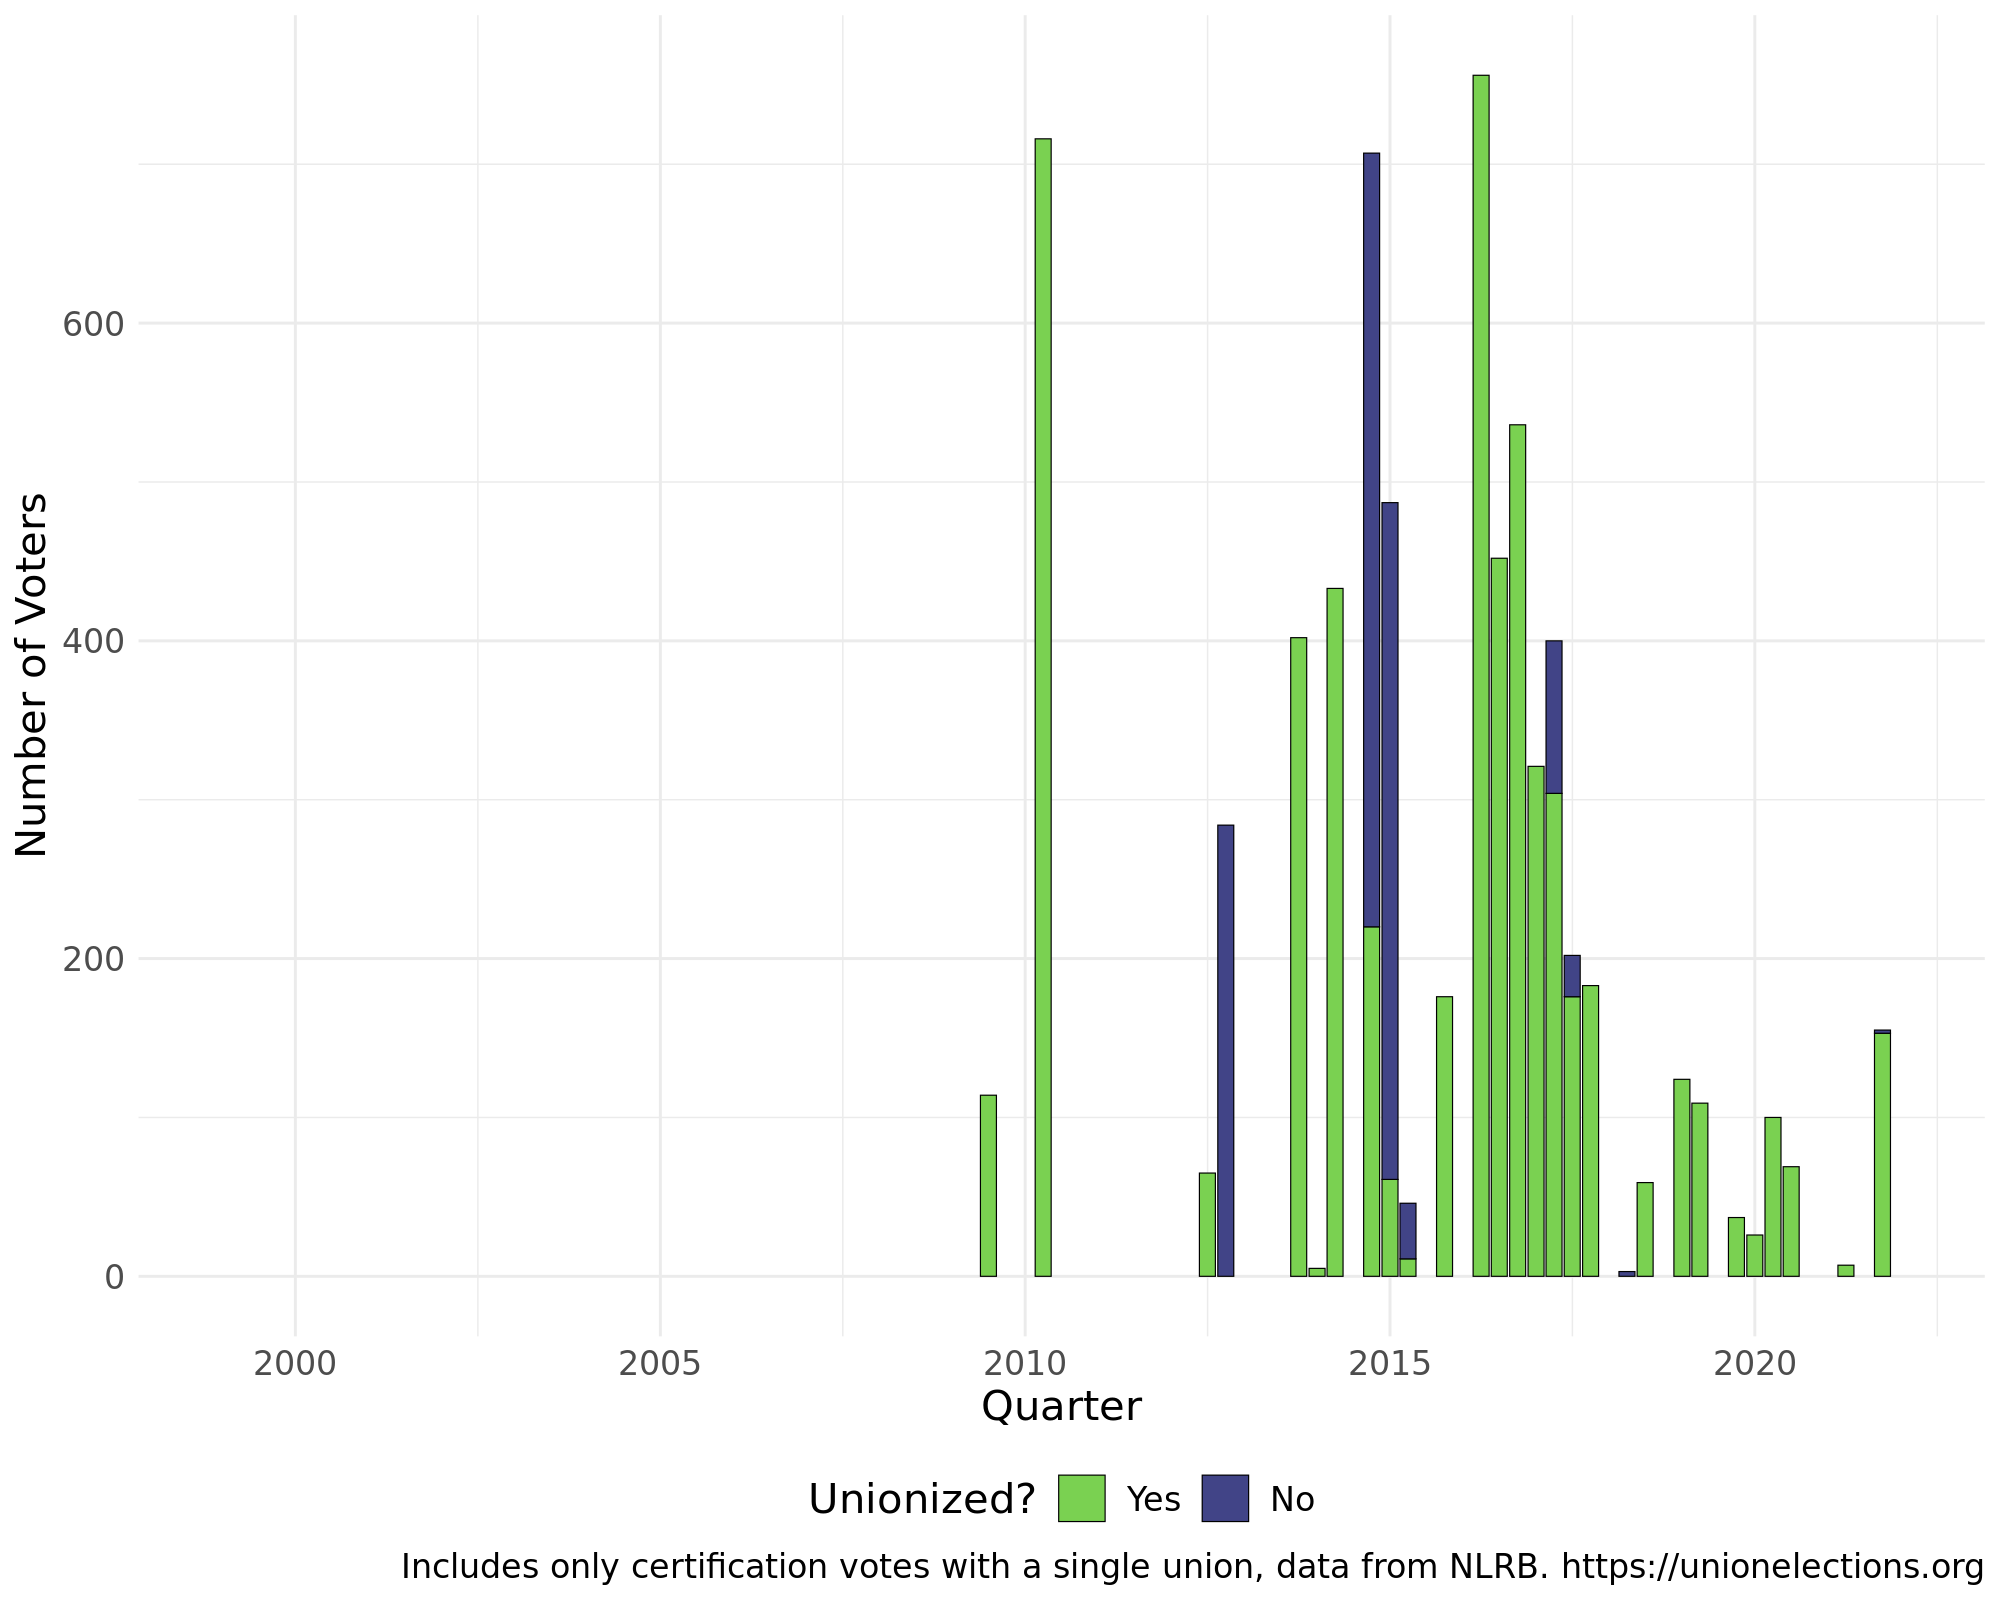 Number of Voters
600
400
200
0
2000 2005 2010 2015 2020
Quarter
Unionized? Yes No
Includes only certification votes with a single union, data from NLRB. https://unionelections.org